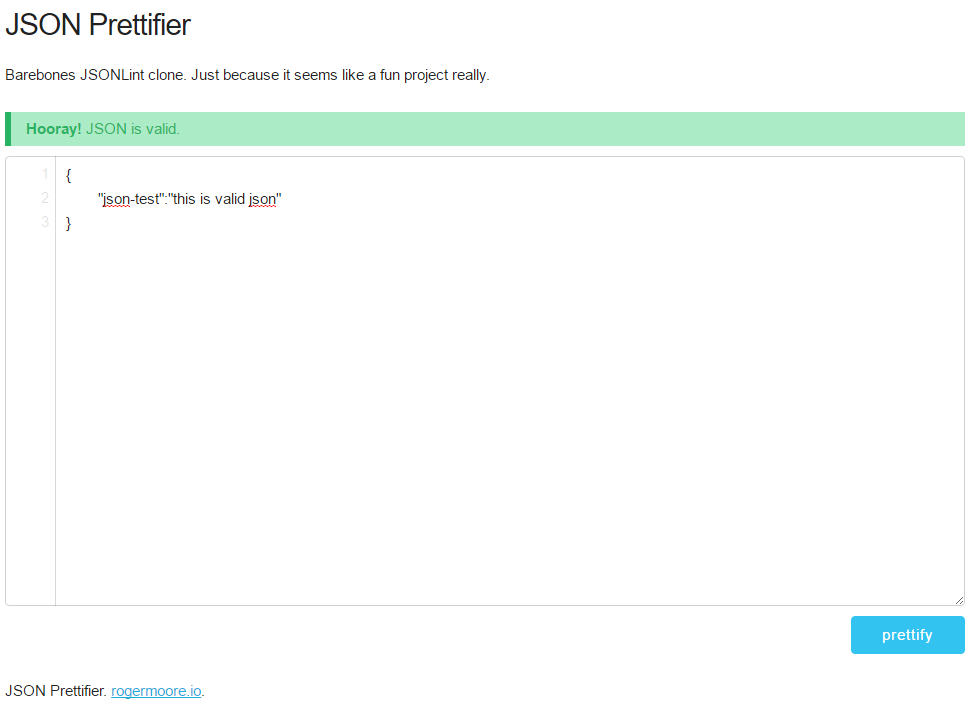 JSON Prettifier
Barebones JSONLint clone. Just because it seems like a fun project really.
Hooray! JSON is valid.
1 {
2 "json-test":"this is valid json"
3 }
prettify
JSON Prettifier. rogermoore.io.